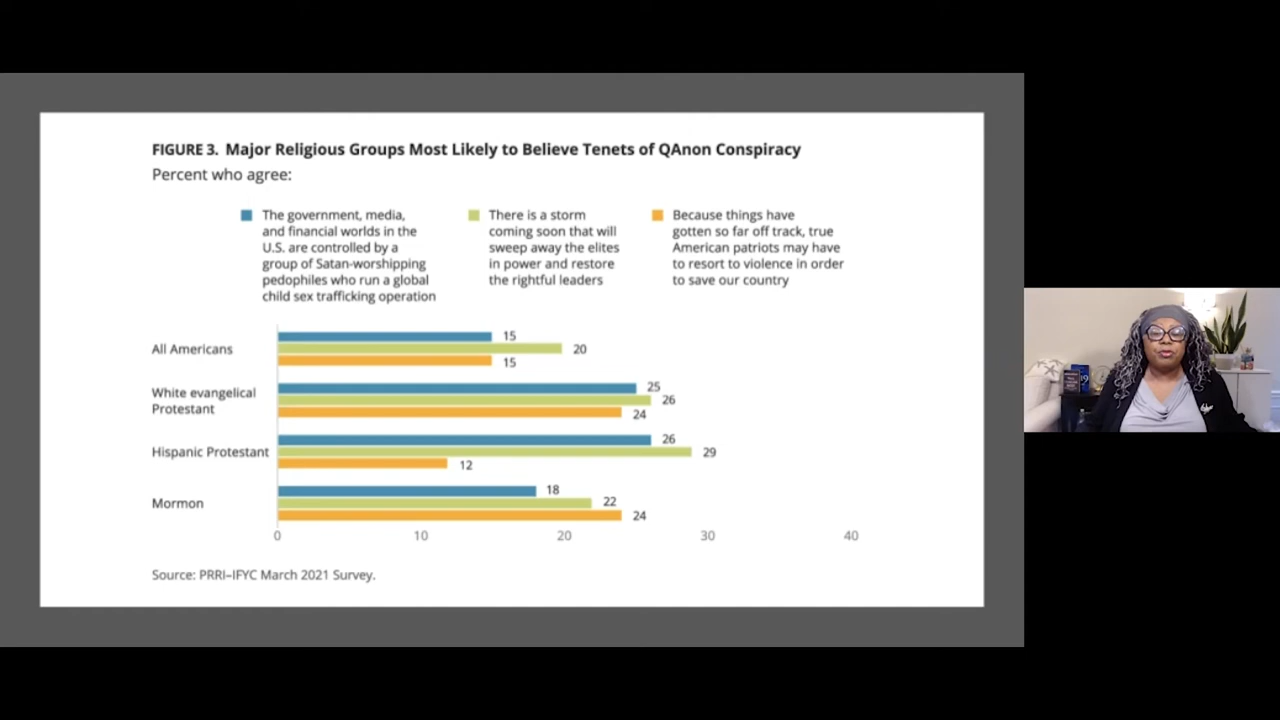 FIGURE 3. Major Religious Groups Most Likely to Believe Tenets of QAnon Conspiracy
Percent who agree:
The government, media,
and financial worlds in the
U.S. are controlled by a
group of Satan-worshipping
pedophiles who run a global
child sex trafficking operation
There is a storm
coming soon that will
sweep away the elites
in power and restore
the rightful leaders
Because things have
gotten so far off track, true
American patriots may have
to resort to violence in order
to save our country
All Americans
15
20
15
White evangelical
Protestant
25
26
24
Hispanic Protestant
26
29
12
Mormon
18
22
24
0 10 20 30 40
Source: PRRI–IFYC March 2021 Survey.